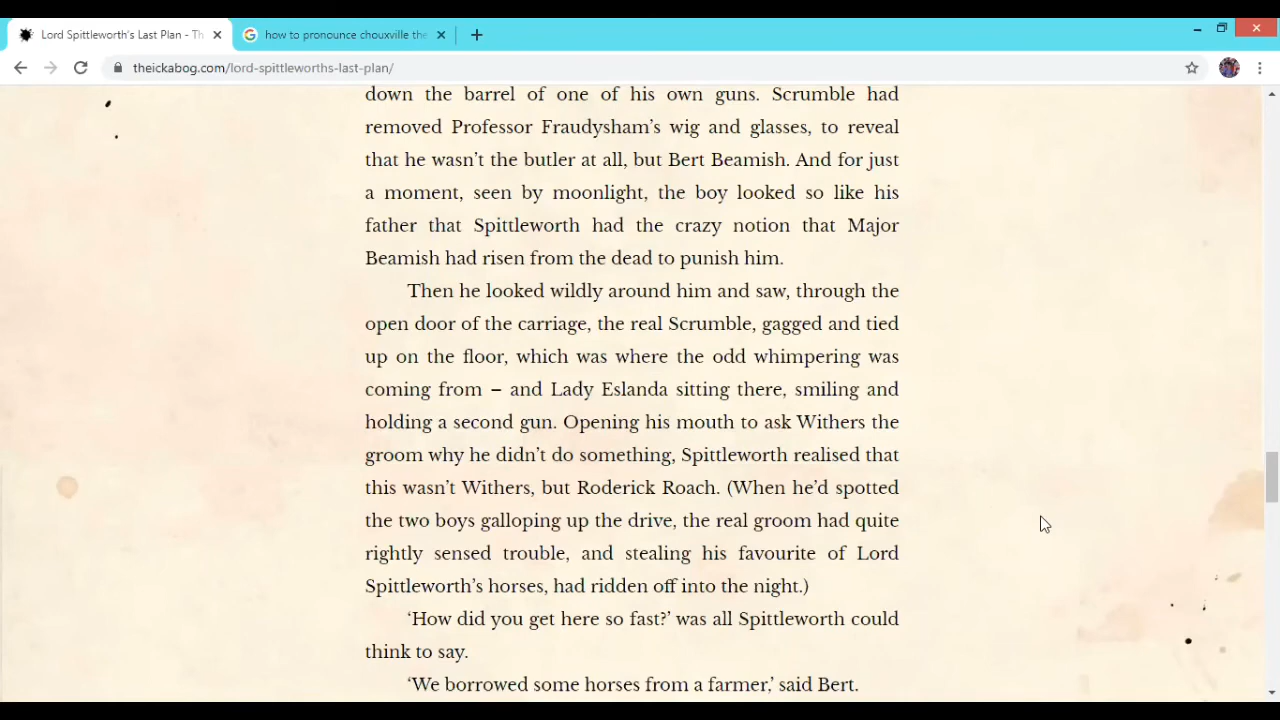 Lord Spittleworth's Last Plan - Th
how to pronounce chouxville the
theickabog.com/lord-spittleworths-last-plan/
down the barrel of one of his own guns. Scrumble had
removed Professor Fraudysham’s wig and glasses, to reveal
that he wasn’t the butler at all, but Bert Beamish. And for just
a moment, seen by moonlight, the boy looked so like his
father that Spittleworth had the crazy notion that Major
Beamish had risen from the dead to punish him.
Then he looked wildly around him and saw, through the
open door of the carriage, the real Scrumble, gagged and tied
up on the floor, which was where the odd whimpering was
coming from – and Lady Eslanda sitting there, smiling and
holding a second gun. Opening his mouth to ask Withers the
groom why he didn’t do something, Spittleworth realised that
this wasn’t Withers, but Roderick Roach. (When he’d spotted
the two boys galloping up the drive, the real groom had quite
rightly sensed trouble, and stealing his favourite of Lord
Spittleworth’s horses, had ridden off into the night.)
‘How did you get here so fast?’ was all Spittleworth could
think to say.
‘We borrowed some horses from a farmer,’ said Bert.